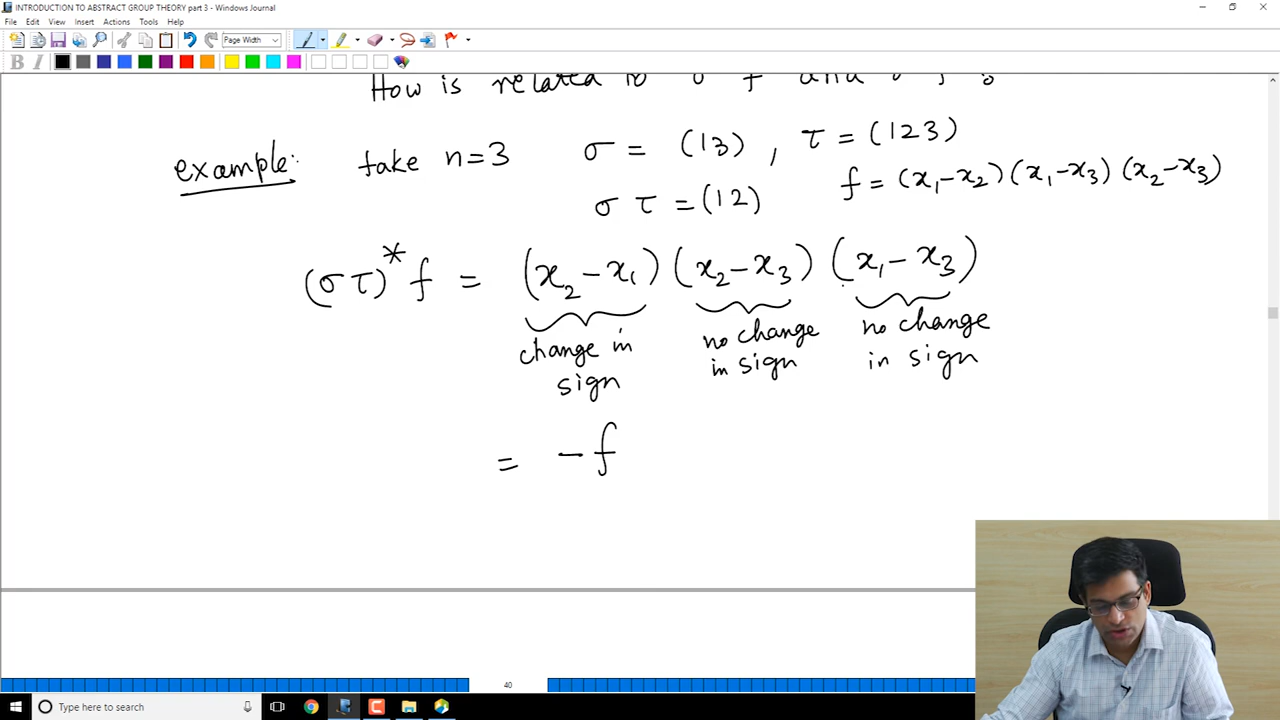 INTRODUCTION TO ABSTRACT GROUP THEORY part 3 - Windows Journal
File Edit View Insert Actions Tools Help
Page Width
B I
How is related to σ* f and
example: take n=3 σ = (13) , τ = (123)
f = (x₁-x₂)(x₁-x₃)(x₂-x₃)
σ τ = (12)
(στ)* f = (x₂-x₁) (x₂-x₃) (x₁-x₃)
change in sign
no change in sign
no change in sign
= -f
40
Type here to search